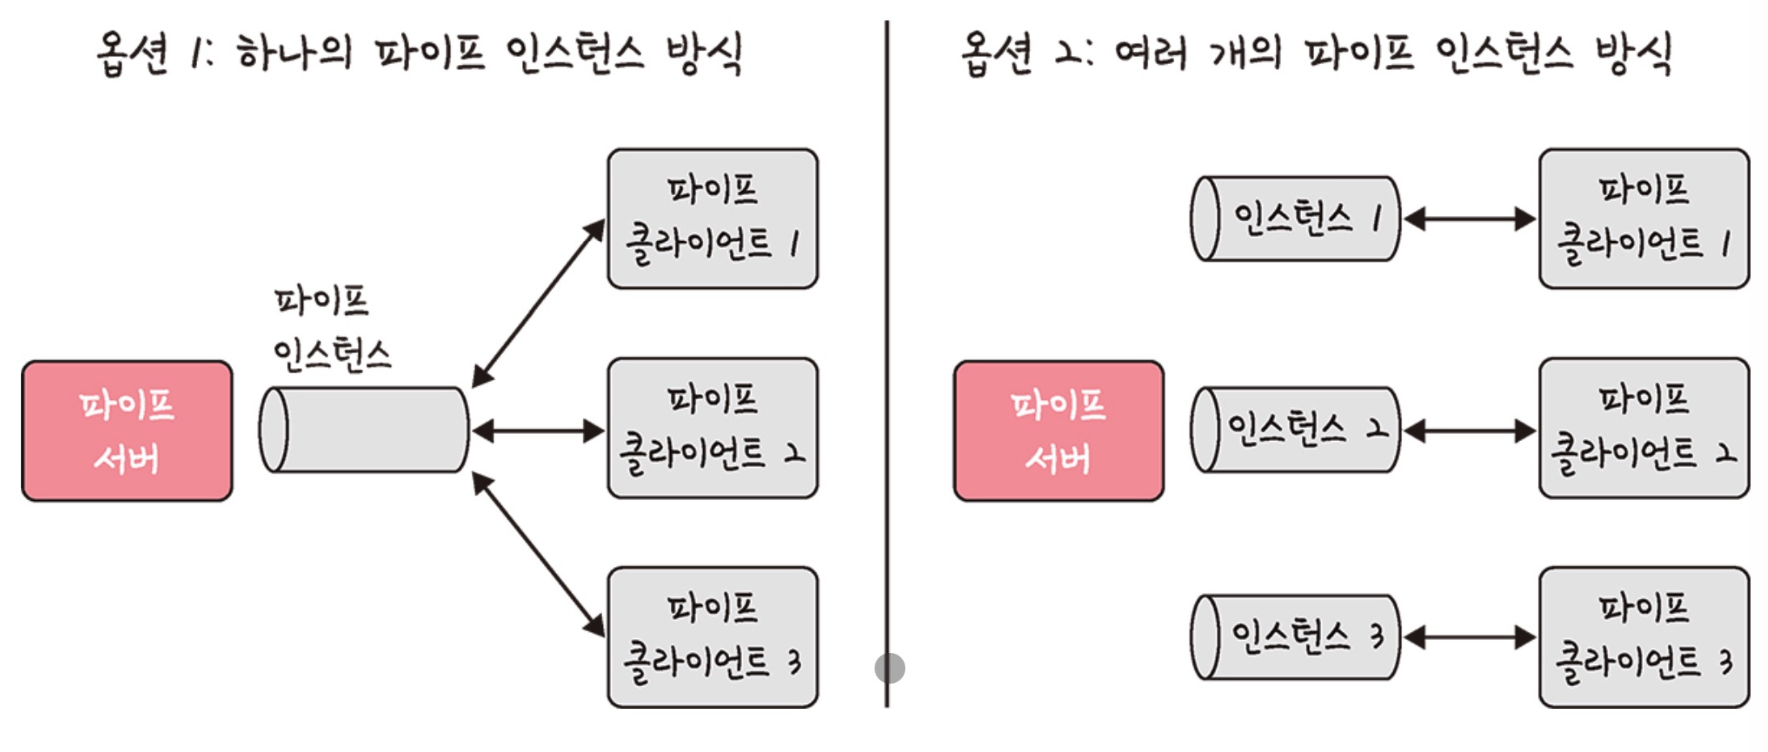 옵션 1: 하나의 파이프 인스턴스 방식
파이프
서버
파이프
인스턴스
파이프
클라이언트 1
파이프
클라이언트 2
파이프
클라이언트 3
옵션 2: 여러 개의 파이프 인스턴스 방식
파이프
서버
인스턴스 1
파이프
클라이언트 1
인스턴스 2
파이프
클라이언트 2
인스턴스 3
파이프
클라이언트 3